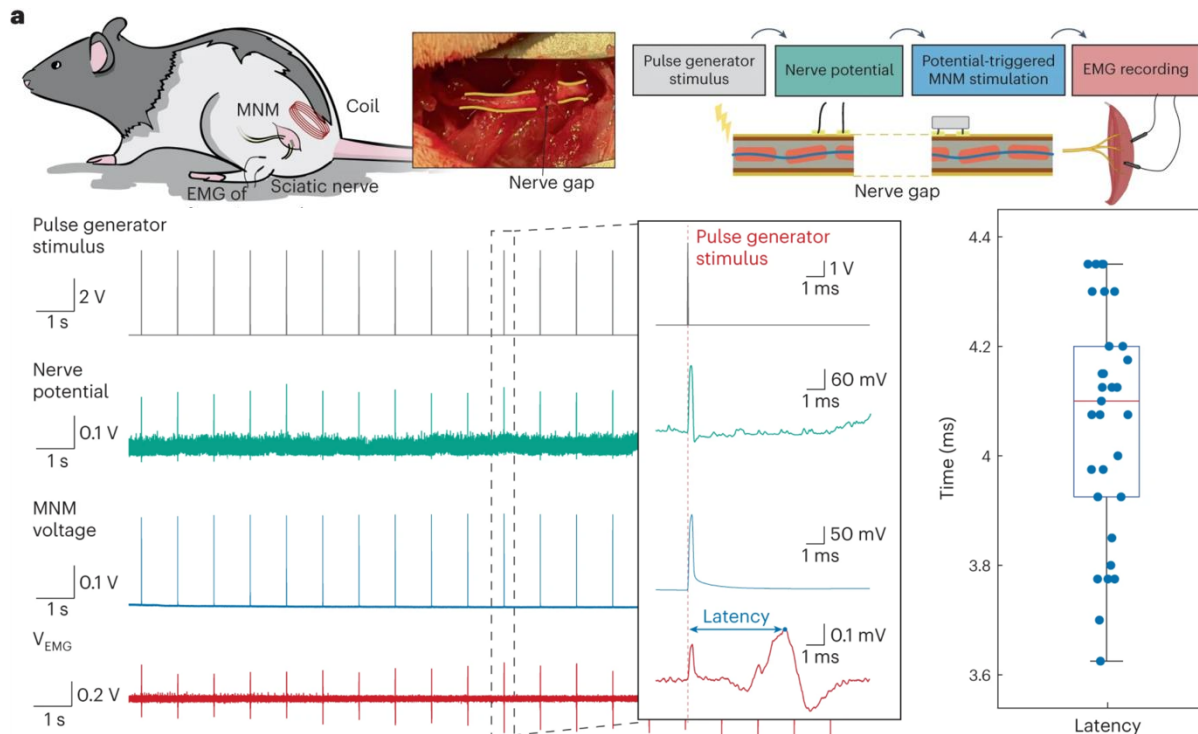 a
MNM
Coil
EMG of
Sciatic nerve
Nerve gap
Pulse generator
stimulus
Nerve potential
Potential-triggered
MNM stimulation
EMG recording
Nerve gap
Pulse generator
stimulus
2 V
1 s
Nerve
potential
0.1 V
1 s
MNM
voltage
0.1 V
1 s
VEMG
0.2 V
1 s
Pulse generator
stimulus
1 V
1 ms
60 mV
1 ms
50 mV
1 ms
Latency
0.1 mV
1 ms
4.4
4.2
4
3.8
3.6
Time (ms)
Latency